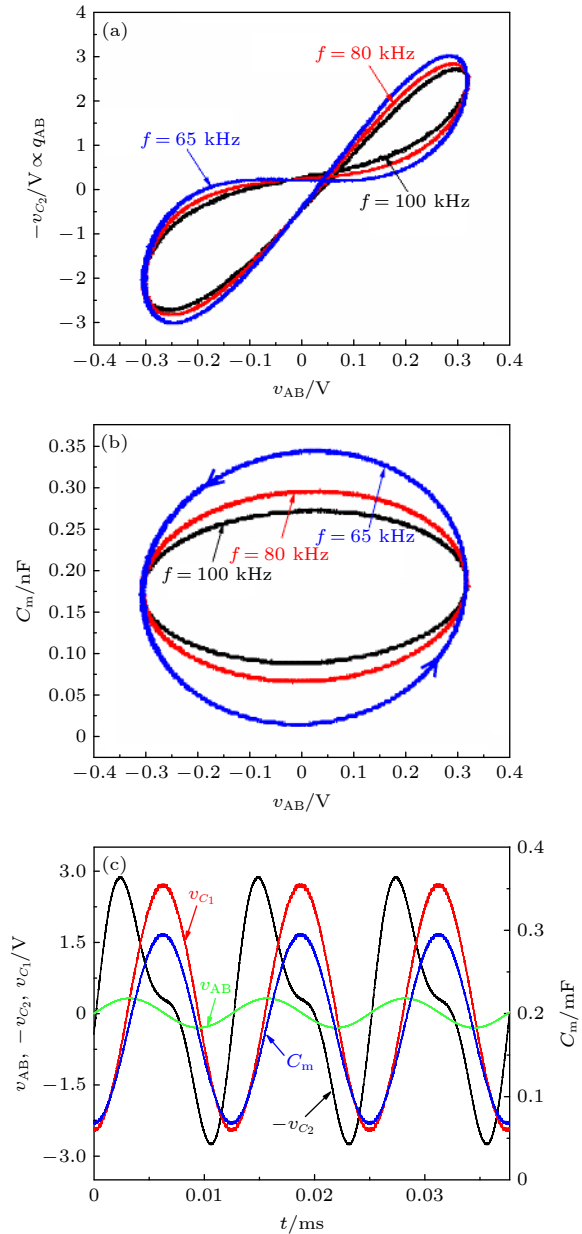 (a)
4
3
2
1
0
−1
−2
−3
−v_{C_2}/V ∝ q_{AB}
f = 80 kHz
f = 65 kHz
f = 100 kHz
−0.4 −0.3 −0.2 −0.1 0 0.1 0.2 0.3 0.4
v_{AB}/V
(b)
0.35
0.30
0.25
0.20
0.15
0.10
0.05
0
C_m/nF
f = 65 kHz
f = 80 kHz
f = 100 kHz
−0.4 −0.3 −0.2 −0.1 0 0.1 0.2 0.3 0.4
v_{AB}/V
(c)
3.0
1.5
0
−1.5
−3.0
v_{AB}, −v_{C_2}, v_{C_1}/V
v_{C_1}
v_{AB}
C_m
−v_{C_2}
0.4
0.3
0.2
0.1
0
C_m/mF
0 0.01 0.02 0.03
t/ms